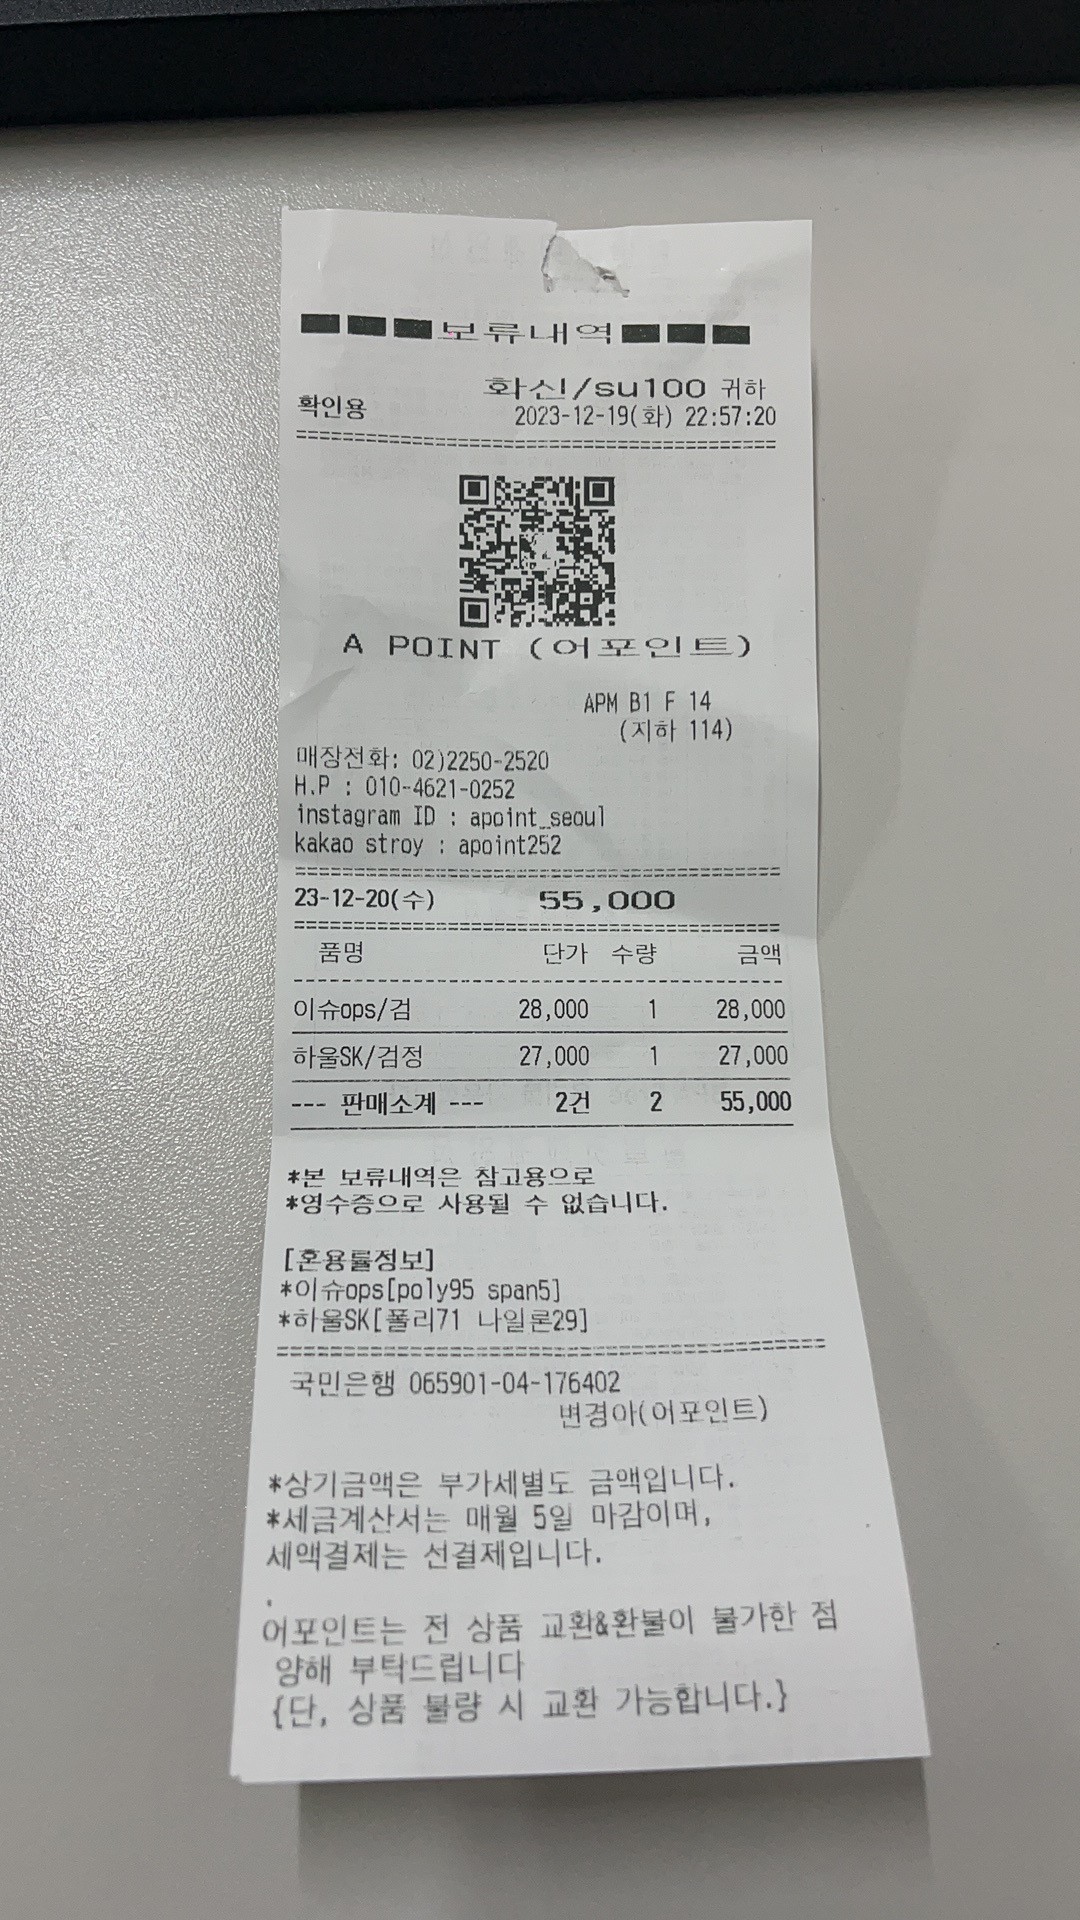 ■■■보류내역■■■
화신/su100 귀하
확인용 2023-12-19(화) 22:57:20
A POINT (어포인트)
APM B1 F 14
(지하 114)
매장전화: 02)2250-2520
H.P : 010-4621-0252
instagram ID : apoint_seoul
kakao stroy : apoint252
23-12-20(수) 55,000
품명 단가 수량 금액
이슈ops/검 28,000 1 28,000
하울SK/검정 27,000 1 27,000
--- 판매소계 --- 2건 2 55,000
*본 보류내역은 참고용으로
*영수증으로 사용될 수 없습니다.
[혼용률정보]
*이슈ops[poly95 span5]
*하울SK[폴리71 나일론29]
국민은행 065901-04-176402
변경아(어포인트)
*상기금액은 부가세별도 금액입니다.
*세금계산서는 매월 5일 마감이며,
세액결제는 선결제입니다.
.
어포인트는 전 상품 교환&환불이 불가한 점
양해 부탁드립니다
{단, 상품 불량 시 교환 가능합니다.}